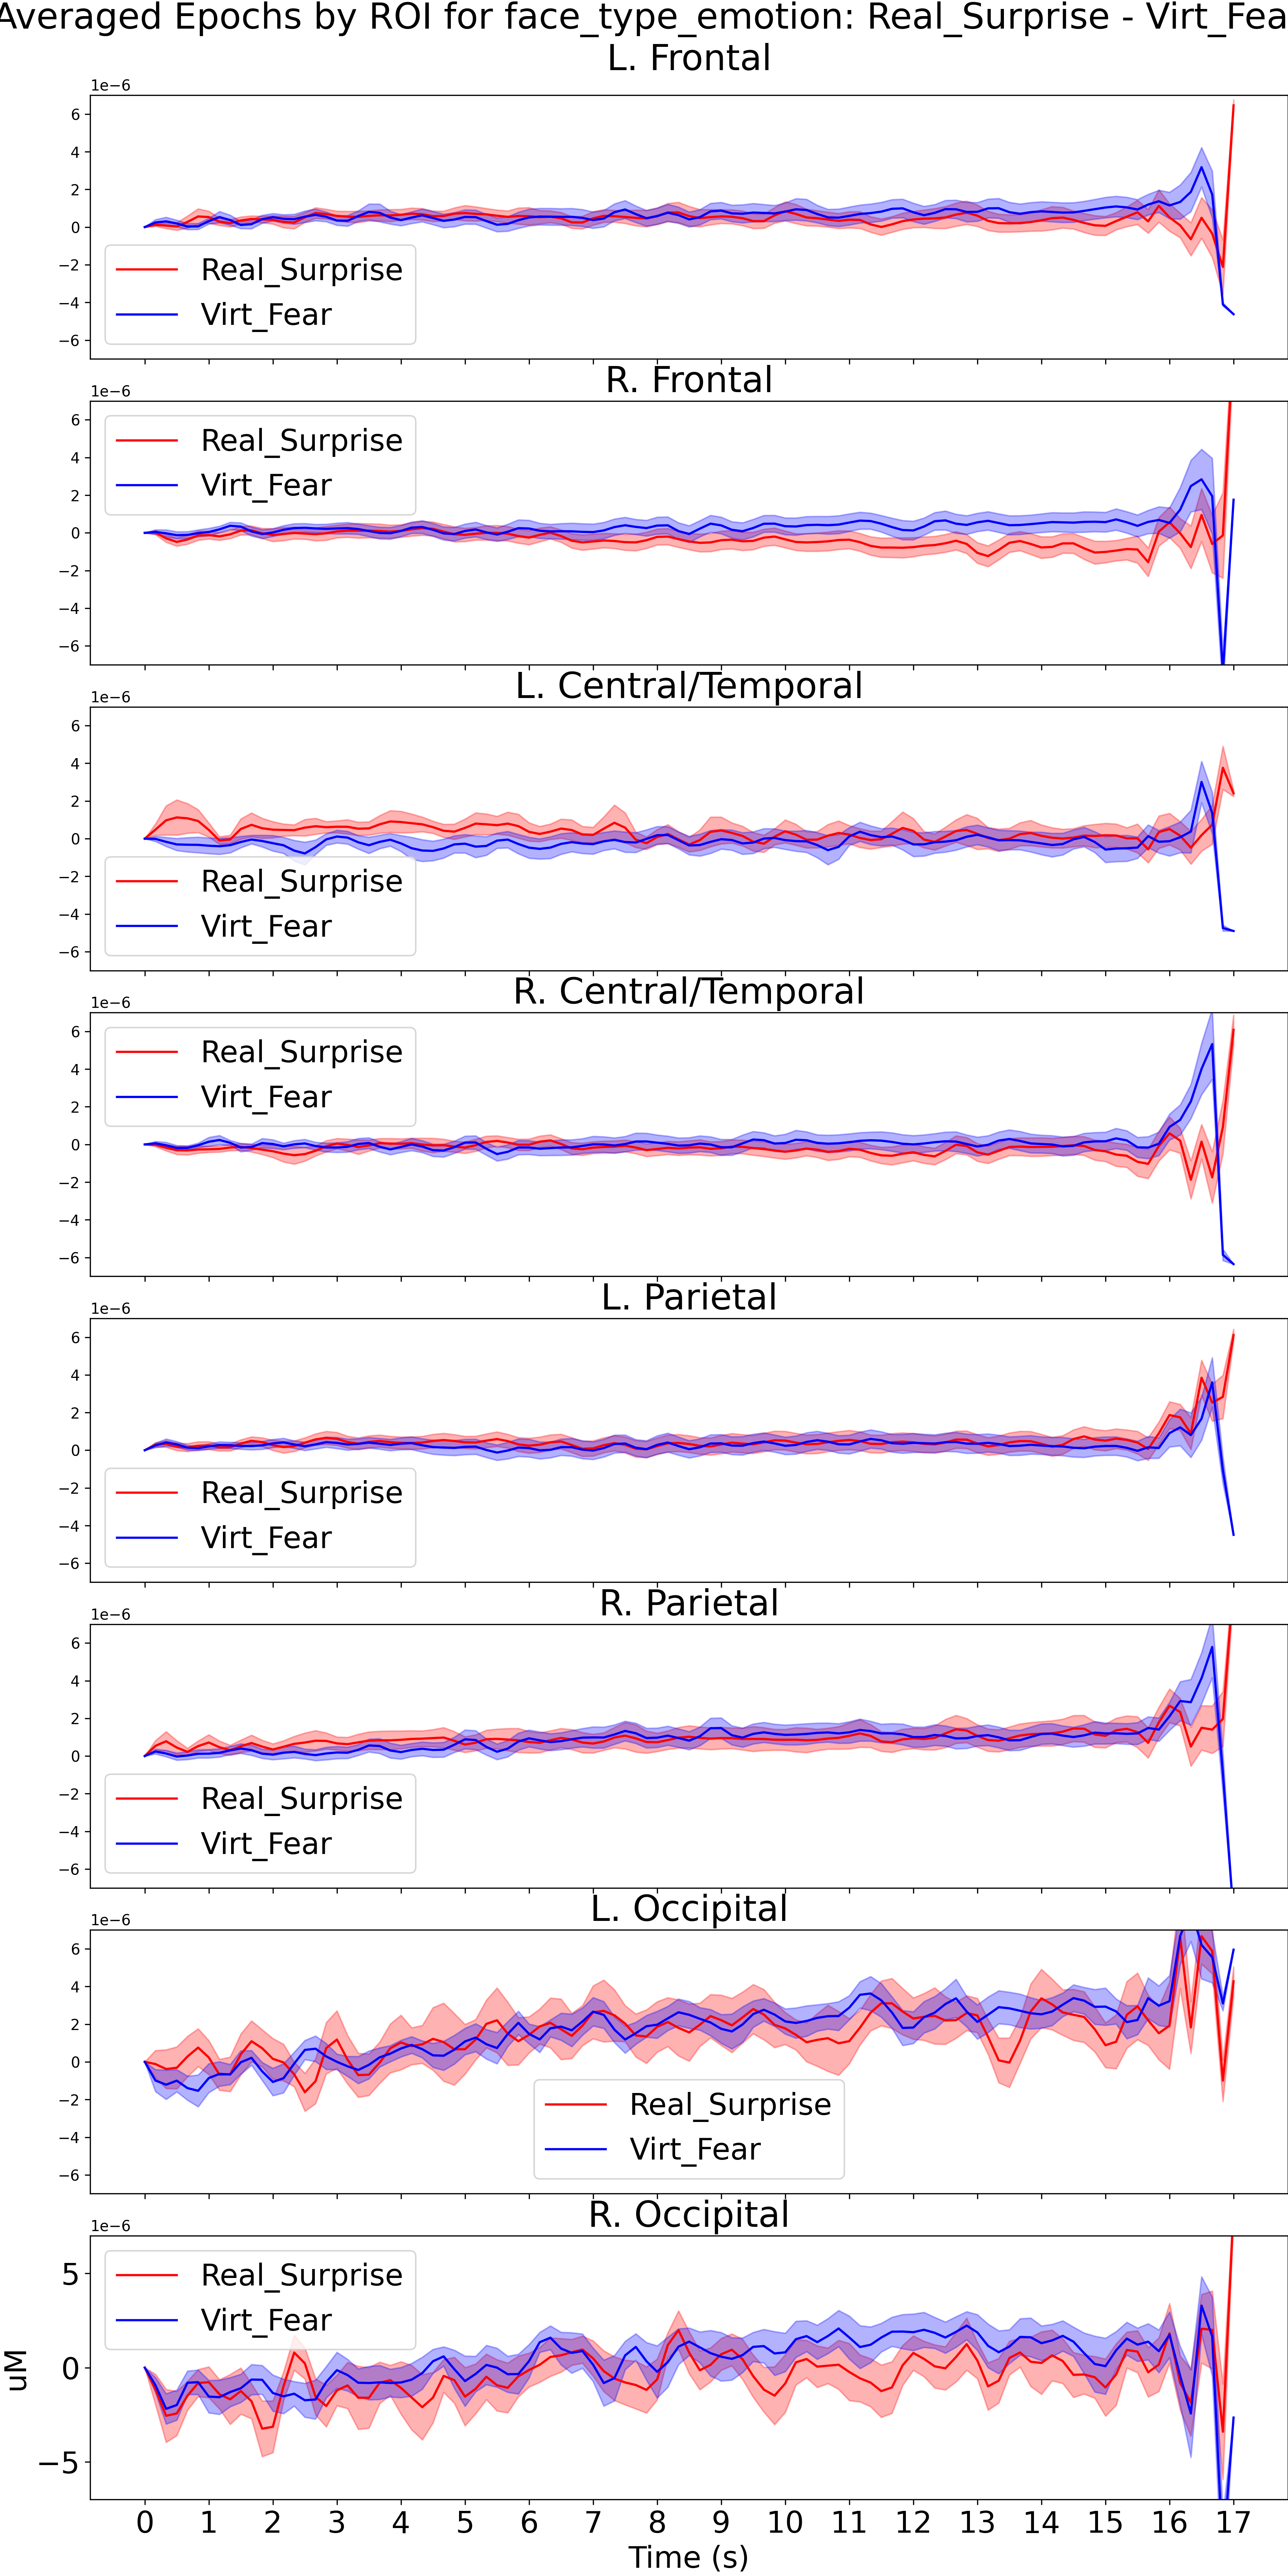 Averaged Epochs by ROI for face_type_emotion: Real_Surprise - Virt_Fea
L. Frontal
1e−6
6
4
2
0
−2
−4
−6
Real_Surprise
Virt_Fear
R. Frontal
1e−6
6
4
2
0
−2
−4
−6
Real_Surprise
Virt_Fear
L. Central/Temporal
1e−6
6
4
2
0
−2
−4
−6
Real_Surprise
Virt_Fear
R. Central/Temporal
1e−6
6
4
2
0
−2
−4
−6
Real_Surprise
Virt_Fear
L. Parietal
1e−6
6
4
2
0
−2
−4
−6
Real_Surprise
Virt_Fear
R. Parietal
1e−6
6
4
2
0
−2
−4
−6
Real_Surprise
Virt_Fear
L. Occipital
1e−6
6
4
2
0
−2
−4
−6
Real_Surprise
Virt_Fear
R. Occipital
1e−6
5
0
−5
uM
Real_Surprise
Virt_Fear
0 1 2 3 4 5 6 7 8 9 10 11 12 13 14 15 16 17
Time (s)